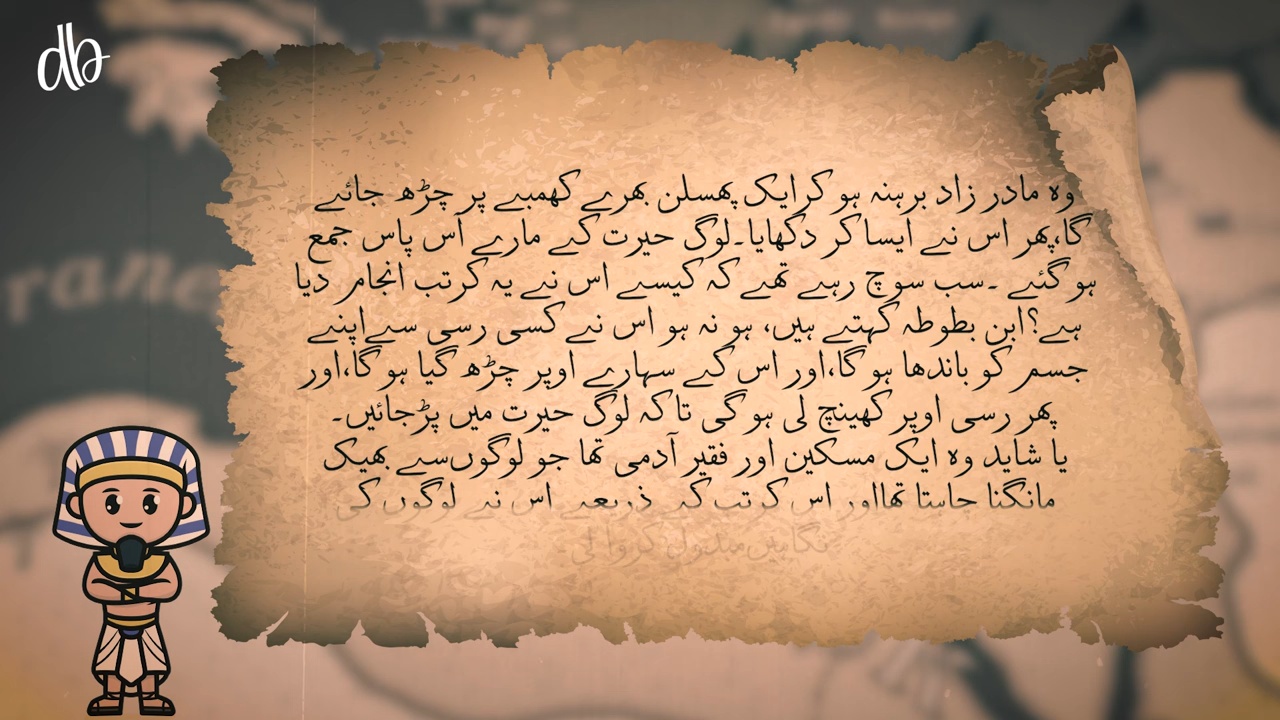 db
rane
وہ مادر زاد برہنہ ہو کر ایک پھسلن بھرے کھمبے پر چڑھ جائے
گا،پھر اس نے ایسا کر دکھایا۔لوگ حیرت کے مارے آس پاس جمع
ہو گئے ۔سب سوچ رہے تھے کہ کیسے اس نے یہ کرتب انجام دیا
ہے؟ابن بطوطہ کہتے ہیں، ہو نہ ہو اس نے کسی رسی سے اپنے
جسم کو باندھا ہو گا،اور اس کے سہارے اوپر چڑھ گیا ہو گا،اور
پھر رسی اوپر کھینچ لی ہو گی تاکہ لوگ حیرت میں پڑجائیں۔
یا شاید وہ ایک مسکین اور فقیر آدمی تھا جو لوگوں سے بھیک
مانگنا چاہتا تھااور اس کرتب کے ذریعے اس نے لوگوں کی
نگاہیں مبذول کروا لی